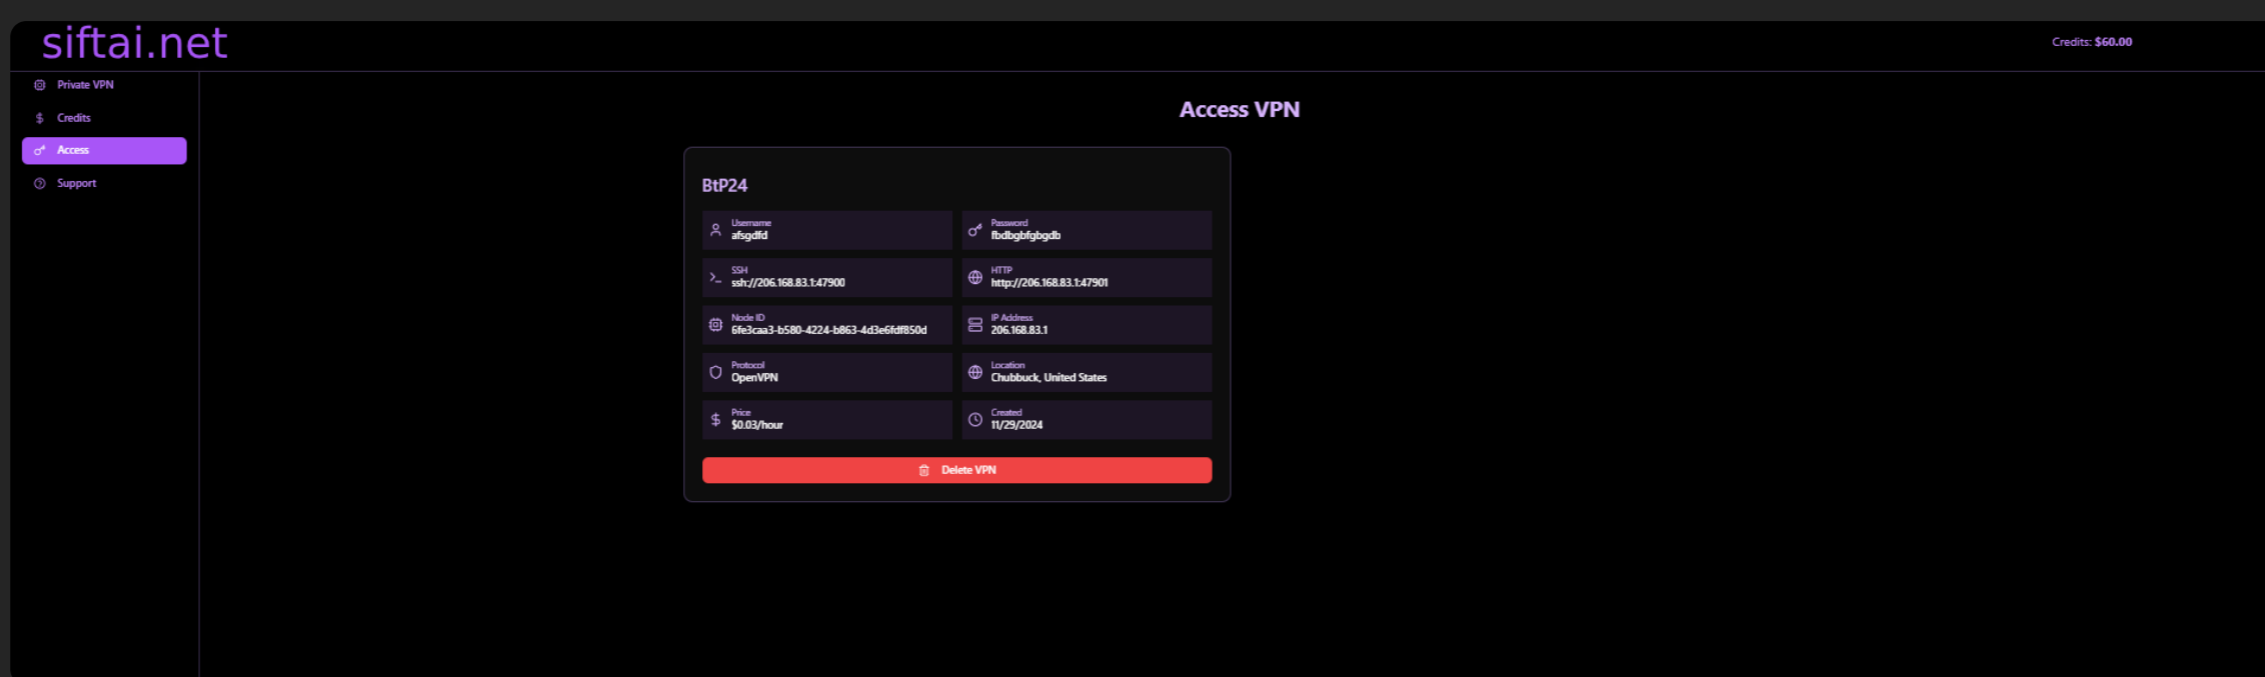 siftai.net
Credits: $60.00
Private VPN
Credits
Access
Support
Access VPN
BtP24
Username
afsgdfd
Password
fbdbgbfgbgdb
SSH
ssh://206.168.83.1:47900
HTTP
http://206.168.83.1:47901
Node ID
6fe3caa3-b580-4224-b863-4d3e6fdf850d
IP Address
206.168.83.1
Protocol
OpenVPN
Location
Chubbuck, United States
Price
$0.03/hour
Created
11/29/2024
Delete VPN